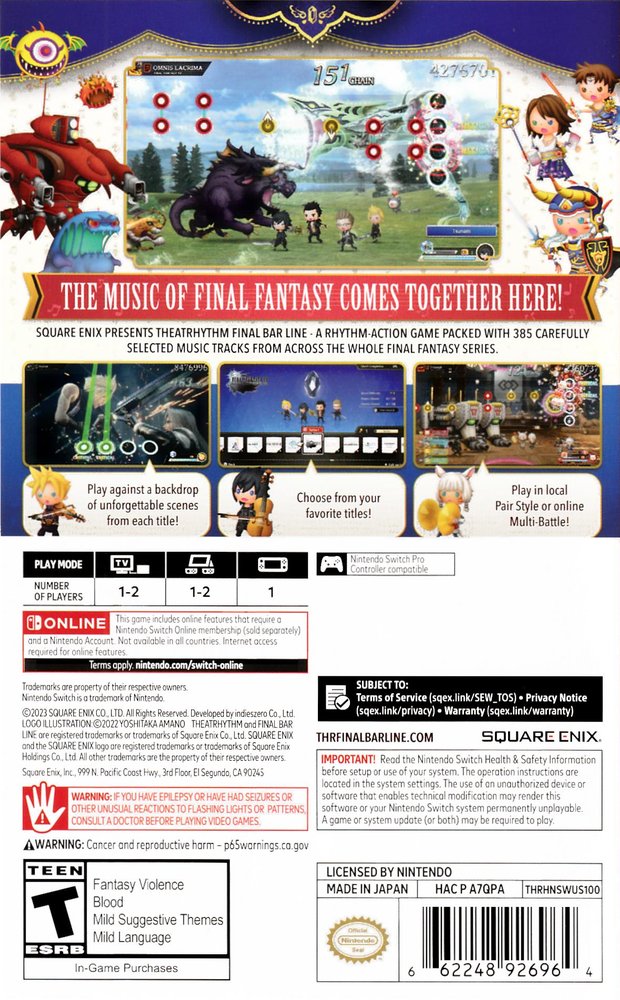 OMNIS LACRIMA
151 CHAIN
Tsunami
THE MUSIC OF FINAL FANTASY COMES TOGETHER HERE!
SQUARE ENIX PRESENTS THEATRHYTHM FINAL BAR LINE - A RHYTHM-ACTION GAME PACKED WITH 385 CAREFULLY
SELECTED MUSIC TRACKS FROM ACROSS THE WHOLE FINAL FANTASY SERIES.
8476996
Play against a backdrop
of unforgettable scenes
from each title!
Choose from your
favorite titles!
Play in local
Pair Style or online
Multi-Battle!
PLAY MODE
TV
NUMBER
OF PLAYERS
1-2
1-2
1
Nintendo Switch Pro
Controller compatible
ONLINE
This game includes online features that require a
Nintendo Switch Online membership (sold separately)
and a Nintendo Account. Not available in all countries. Internet access
required for online features.
Terms apply. nintendo.com/switch-online
Trademarks are property of their respective owners.
Nintendo Switch is a trademark of Nintendo.
©2023 SQUARE ENIX CO., LTD. All Rights Reserved. Developed by indieszero Co., Ltd.
LOGO ILLUSTRATION: ©2022 YOSHITAKA AMANO THEATRHYTHM and FINAL BAR
LINE are registered trademarks or trademarks of Square Enix Co., Ltd. SQUARE ENIX
and the SQUARE ENIX logo are registered trademarks or trademarks of Square Enix
Holdings Co., Ltd. All other trademarks are the property of their respective owners.
Square Enix, Inc., 999 N. Pacific Coast Hwy., 3rd Floor, El Segundo, CA 90245
SUBJECT TO:
Terms of Service (sqex.link/SEW_TOS) • Privacy Notice
(sqex.link/privacy) • Warranty (sqex.link/warranty)
THRFINALBARLINE.COM
SQUARE ENIX.
IMPORTANT! Read the Nintendo Switch Health & Safety Information
before setup or use of your system. The operation instructions are
located in the system settings. The use of an unauthorized device or
software that enables technical modification may render this
software or your Nintendo Switch system permanently unplayable.
A game or system update (or both) may be required to play.
WARNING: IF YOU HAVE EPILEPSY OR HAVE HAD SEIZURES OR
OTHER UNUSUAL REACTIONS TO FLASHING LIGHTS OR PATTERNS,
CONSULT A DOCTOR BEFORE PLAYING VIDEO GAMES.
WARNING: Cancer and reproductive harm – p65warnings.ca.gov
TEEN
T
ESRB
Fantasy Violence
Blood
Mild Suggestive Themes
Mild Language
In-Game Purchases
LICENSED BY NINTENDO
MADE IN JAPAN
HAC P A7QPA
THRHNSWUS100
Official
Nintendo
Seal
6 62248 92696 4